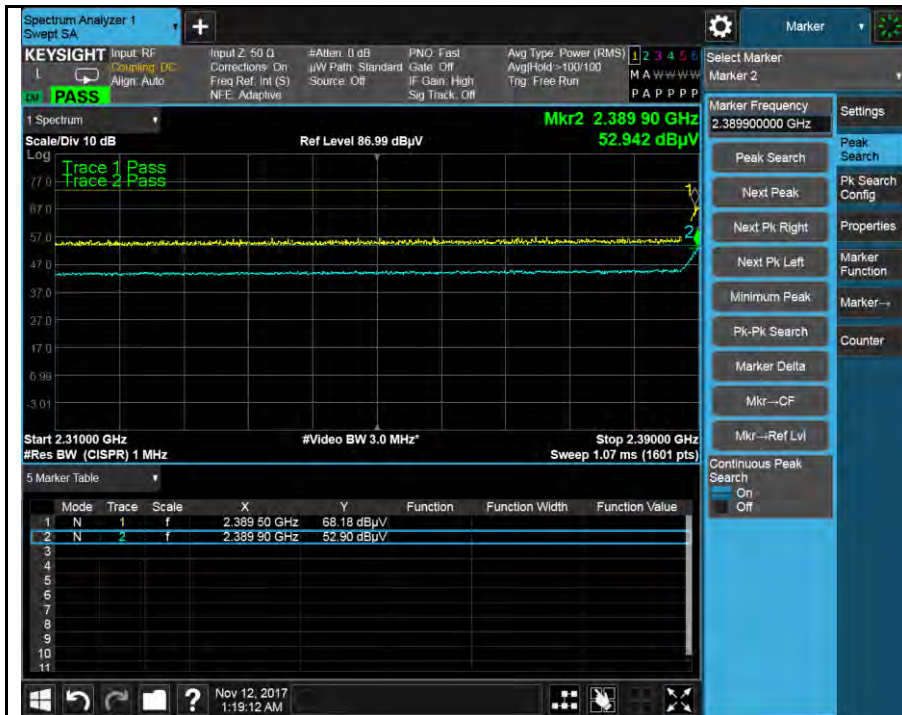 Spectrum Analyzer 1
Swept SA
+
Marker
KEYSIGHT
L
PASS
Input: RF
Coupling: DC
Align: Auto
Input Z: 50 Ω
Corrections: On
Freq Ref: Int (S)
NFE: Adaptive
#Atten: 0 dB
µW Path: Standard
Source: Off
PNO: Fast
Gate: Off
IF Gain: High
Sig Track: Off
Avg Type: Power (RMS)
Avg|Hold:>100/100
Trig: Free Run
1 2 3 4 5 6
M A W W W W
P A P P P P
Select Marker
Marker 2
1 Spectrum
Mkr2 2.389 90 GHz
Scale/Div 10 dB
Ref Level 86.99 dBµV
52.942 dBµV
Log
Trace 1 Pass
Trace 2 Pass
77.0
67.0
57.0
47.0
37.0
27.0
17.0
6.99
-3.01
1
2
Start 2.31000 GHz
#Video BW 3.0 MHz*
Stop 2.39000 GHz
#Res BW (CISPR) 1 MHz
Sweep 1.07 ms (1601 pts)
5 Marker Table
Mode Trace Scale X Y Function Function Width Function Value
1 N 1 f 2.389 50 GHz 68.18 dBµV
2 N 2 f 2.389 90 GHz 52.90 dBµV
3
4
5
6
7
8
9
10
11
Marker Frequency
2.389900000 GHz
Peak Search
Next Peak
Next Pk Right
Next Pk Left
Minimum Peak
Pk-Pk Search
Marker Delta
Mkr→CF
Mkr→Ref Lvl
Continuous Peak
Search
On
Off
Settings
Peak
Search
Pk Search
Config
Properties
Marker
Function
Marker→
Counter
?
Nov 12, 2017
1:19:12 AM